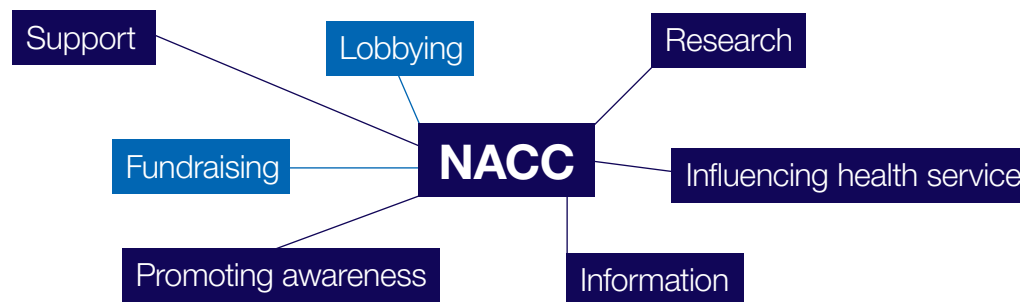 Support
Lobbying
Research
Fundraising
NACC
Influencing health service
Promoting awareness
Information